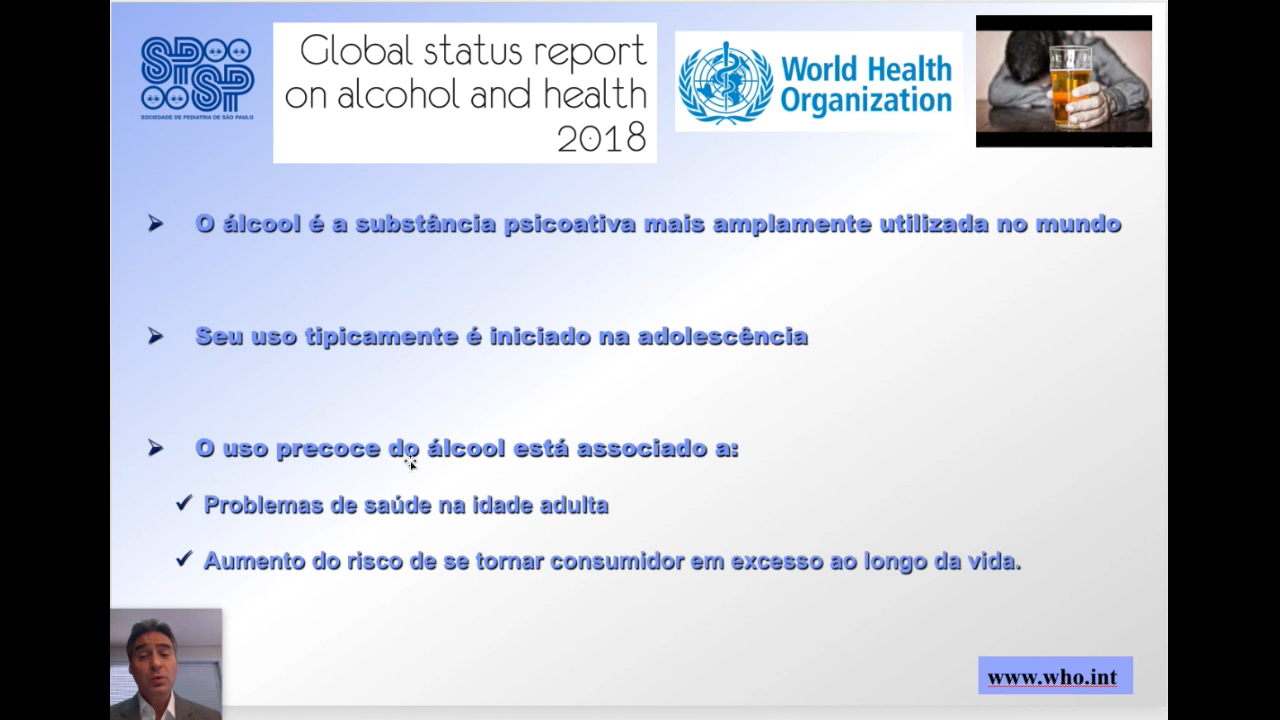 SPSP
SOCIEDADE DE PEDIATRIA DE SÃO PAULO
Global status report
on alcohol and health
2018
World Health
Organization
O álcool é a substância psicoativa mais amplamente utilizada no mundo
Seu uso tipicamente é iniciado na adolescência
O uso precoce do álcool está associado a:
Problemas de saúde na idade adulta
Aumento do risco de se tornar consumidor em excesso ao longo da vida.
www.who.int